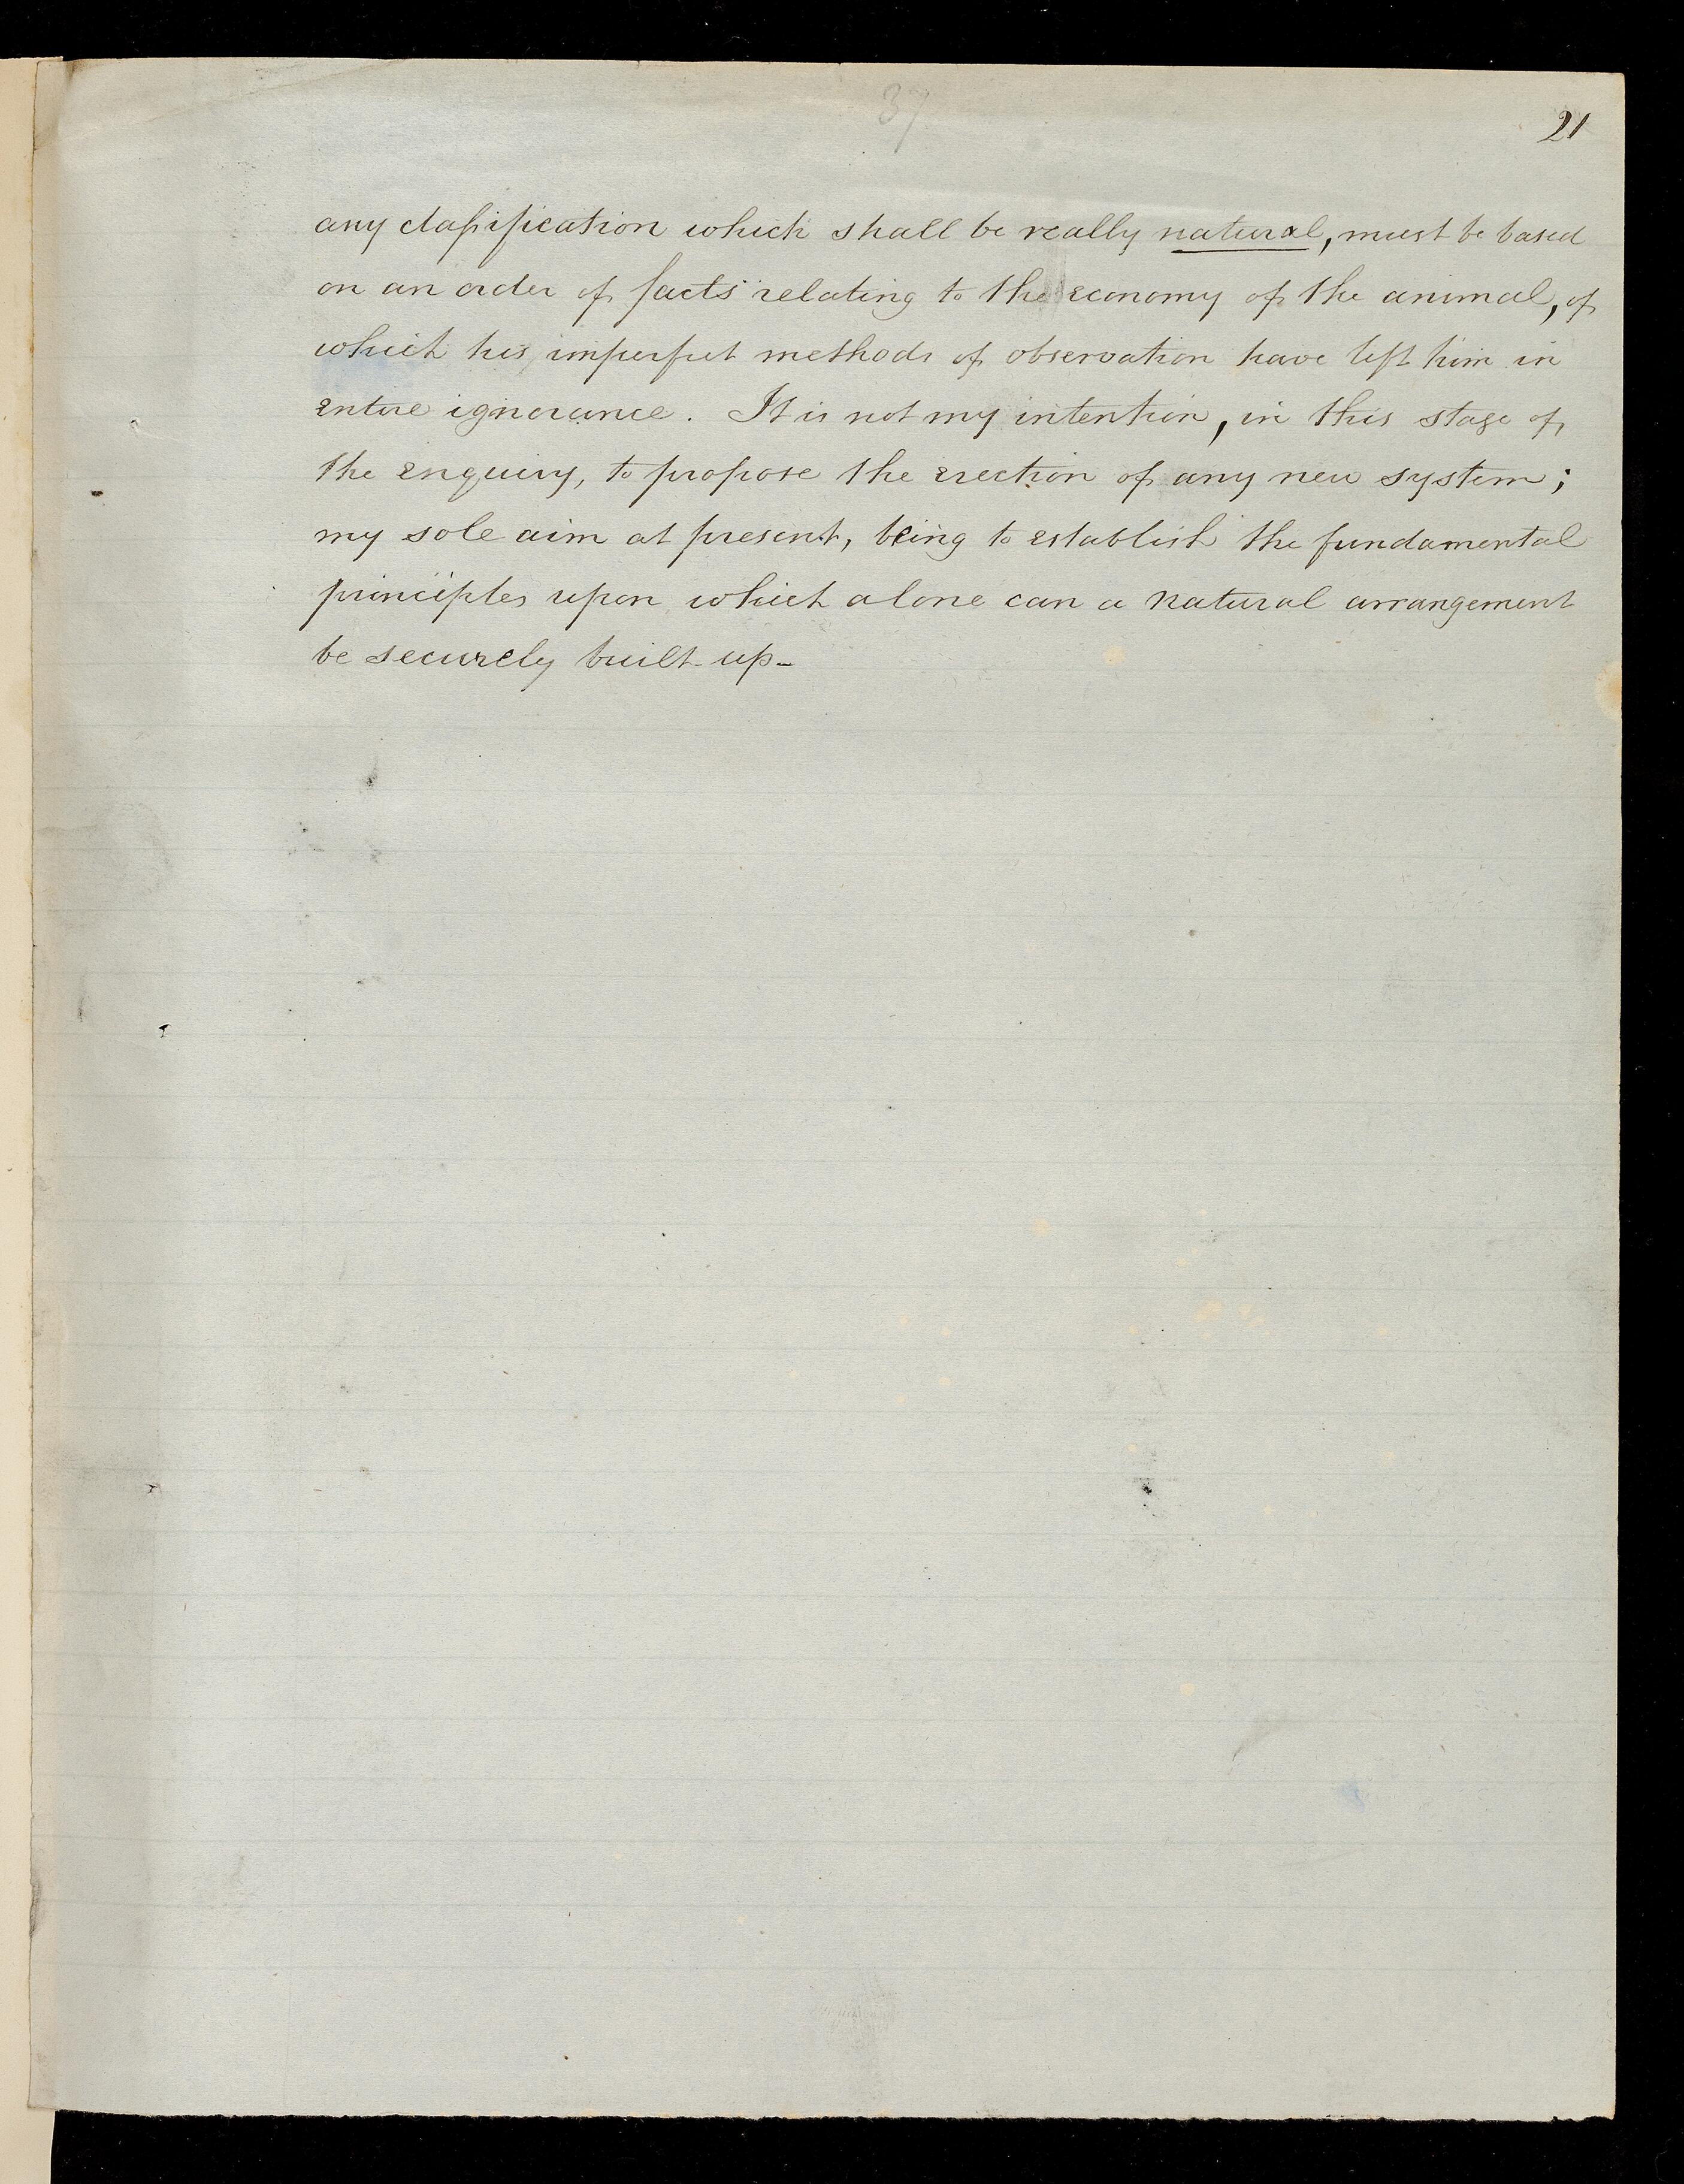 37
21
any classification which shall be really natural, must be based
on an order of facts relating to the economy of the animal, of
which his imperfect methods of observation have left him in
entire ignorance. It is not my intention, in this stage of
the enquiry, to propose the erection of any new system;
my sole aim at present, being to establish the fundamental
principles upon which alone can a natural arrangement
be securely built up-